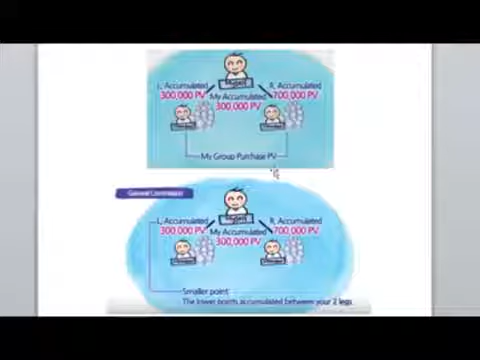 L. Accumulated R. Accumulated
300,000 PV My Accumulated 700,000 PV
300,000 PV
My Group Purchase PV
General Commission
L. Accumulated R. Accumulated
300,000 PV My Accumulated 700,000 PV
300,000 PV
Smaller point
The lower points accumulated between your 2 legs